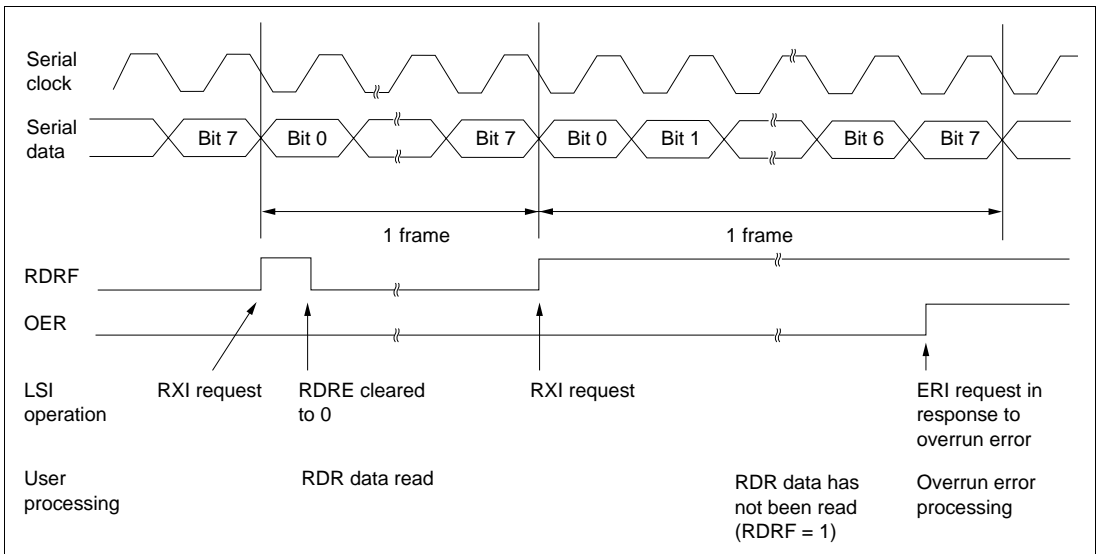 Serial
clock
Serial
data
Bit 7
Bit 0
Bit 7
Bit 0
Bit 1
Bit 6
Bit 7
1 frame
1 frame
RDRF
OER
LSI
operation
RXI request
RDRE cleared
to 0
RXI request
ERI request in
response to
overrun error
User
processing
RDR data read
RDR data has
not been read
(RDRF = 1)
Overrun error
processing